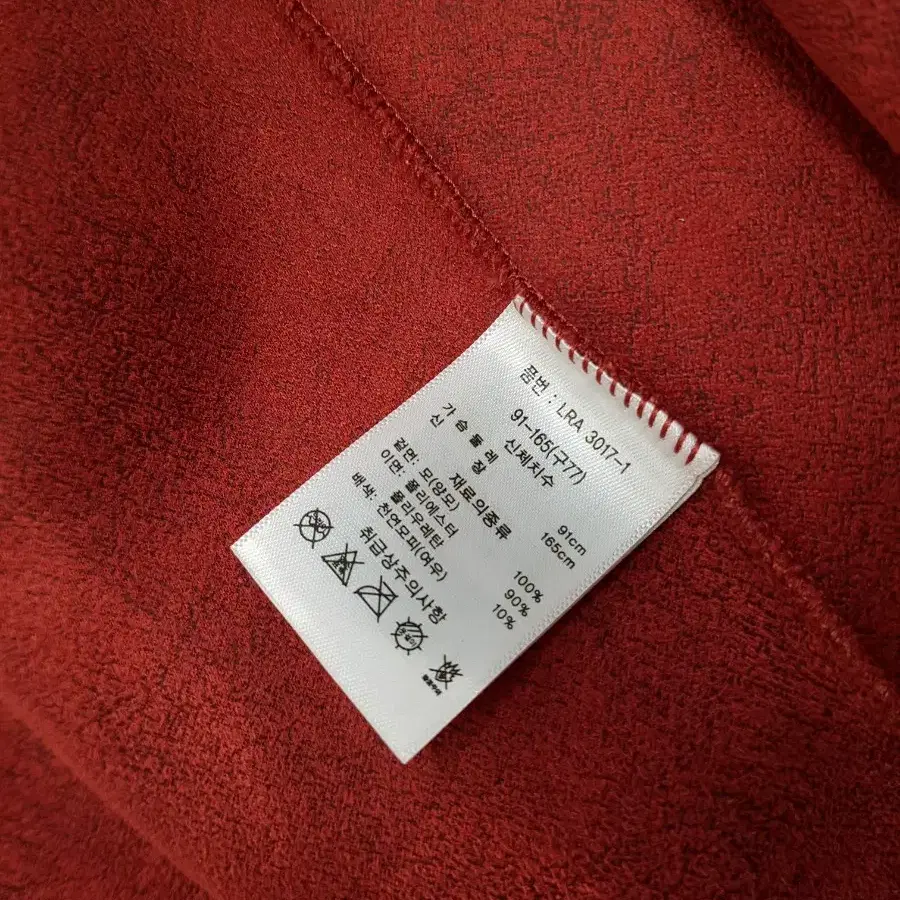 품번 : LRA 3017-1
91-165(구77)
신체치수
가슴둘레 91cm
신 장 165cm
재료의종류
겉면: 모(양모) 100%
이면: 폴리에스터 90%
폴리우레탄 10%
배색: 천연모피(여우)
취급상주의사항